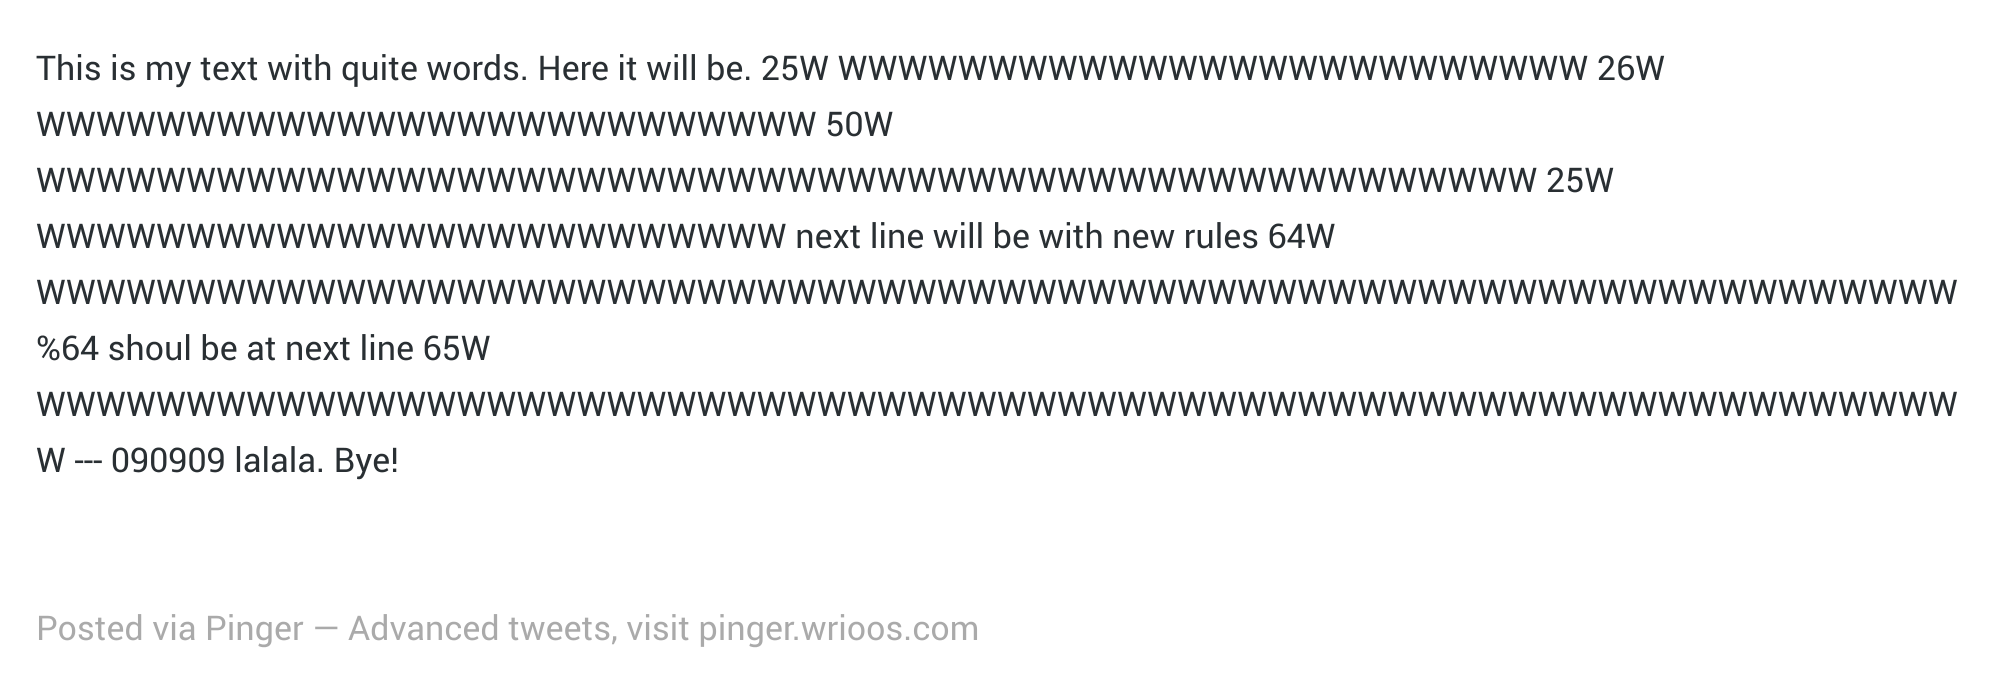 This is my text with quite words. Here it will be. 25W WWWWWWWWWWWWWWWWWWWWWWWWW 26W
WWWWWWWWWWWWWWWWWWWWWWWWWW 50W
WWWWWWWWWWWWWWWWWWWWWWWWWWWWWWWWWWWWWWWWWWWWWWWWWW 25W
WWWWWWWWWWWWWWWWWWWWWWWWW next line will be with new rules 64W
WWWWWWWWWWWWWWWWWWWWWWWWWWWWWWWWWWWWWWWWWWWWWWWWWWWWWWWWWWWWWWWW
%64 shoul be at next line 65W
WWWWWWWWWWWWWWWWWWWWWWWWWWWWWWWWWWWWWWWWWWWWWWWWWWWWWWWWWWWWWWWW
W --- 090909 lalala. Bye!
Posted via Pinger — Advanced tweets, visit pinger.wrioos.com